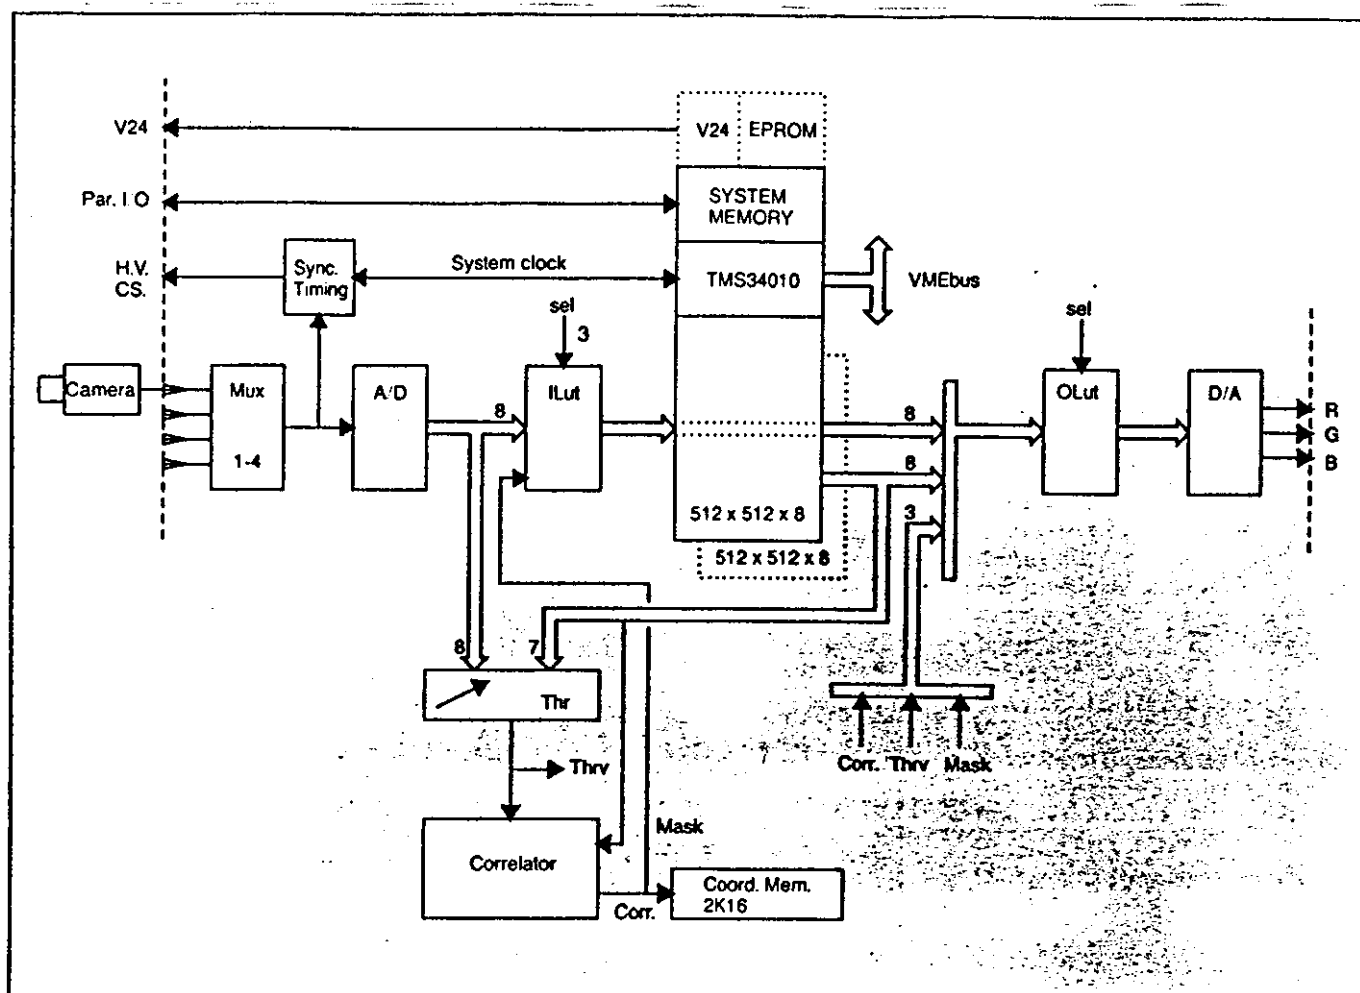 V24
V24 EPROM
Par. I/O
SYSTEM
MEMORY
H.V.
CS.
Sync.
Timing
System clock
TMS34010
VMEbus
sel
3
sel
Camera
Mux
1-4
A/D
8
ILut
8
8
3
OLut
D/A
R
G
B
512 x 512 x 8
512 x 512 x 8
8
7
Thr
Thrv
Corr. Thrv Mask
Mask
Correlator
Corr.
Coord. Mem.
2K16